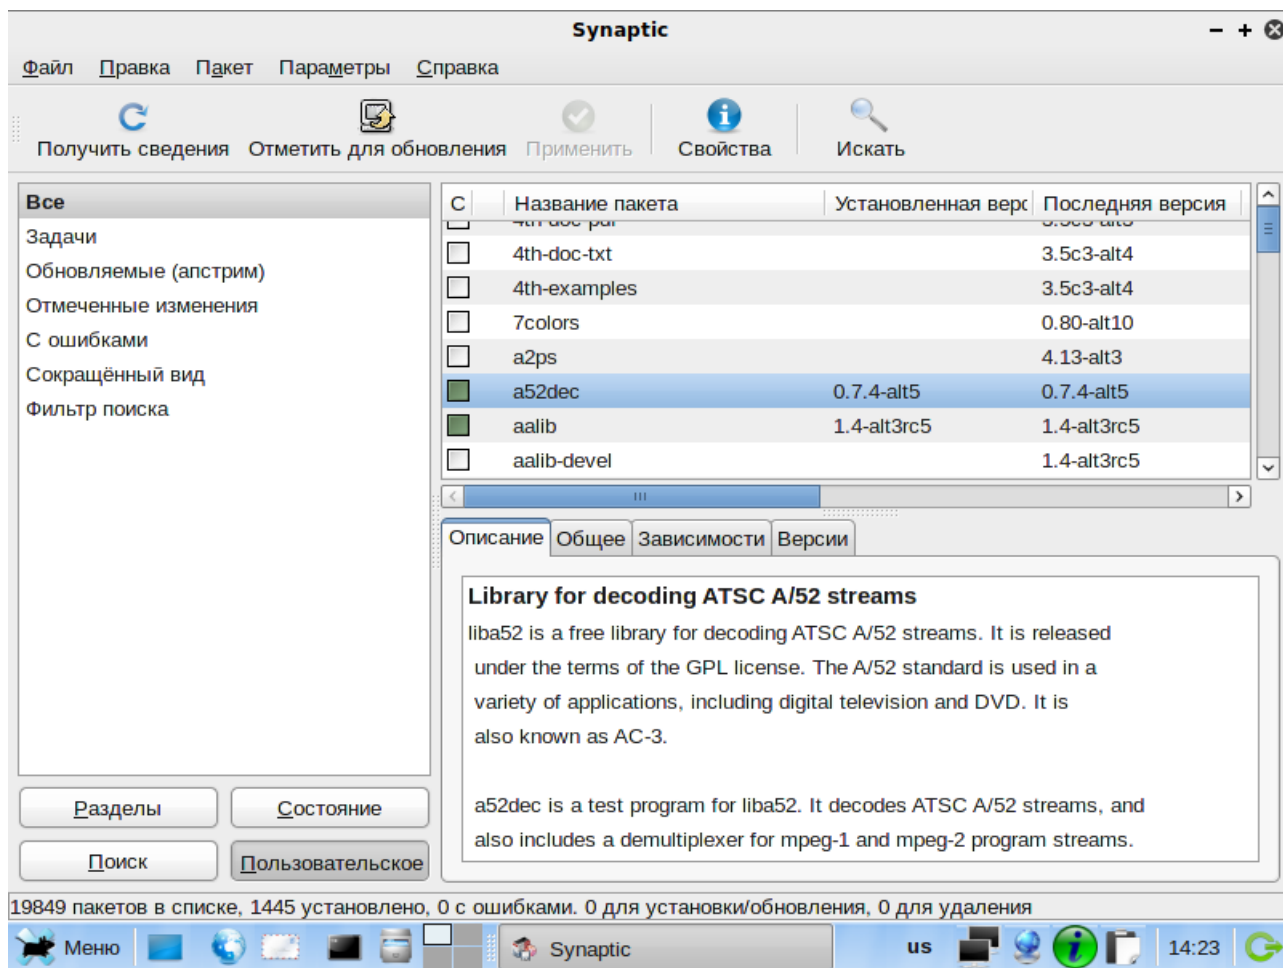 Synaptic
Файл Правка Пакет Параметры Справка
Получить сведения Отметить для обновления Применить Свойства Искать
Все
Задачи
Обновляемые (апстрим)
Отмеченные изменения
С ошибками
Сокращённый вид
Фильтр поиска
С Название пакета Установленная верс Последняя версия
4th-doc-pdf 3.5c3-alt4
4th-doc-txt 3.5c3-alt4
4th-examples 3.5c3-alt4
7colors 0.80-alt10
a2ps 4.13-alt3
a52dec 0.7.4-alt5 0.7.4-alt5
aalib 1.4-alt3rc5 1.4-alt3rc5
aalib-devel 1.4-alt3rc5
Описание Общее Зависимости Версии
Library for decoding ATSC A/52 streams
liba52 is a free library for decoding ATSC A/52 streams. It is released
under the terms of the GPL license. The A/52 standard is used in a
variety of applications, including digital television and DVD. It is
also known as AC-3.
a52dec is a test program for liba52. It decodes ATSC A/52 streams, and
also includes a demultiplexer for mpeg-1 and mpeg-2 program streams.
Разделы Состояние
Поиск Пользовательское
19849 пакетов в списке, 1445 установлено, 0 с ошибками. 0 для установки/обновления, 0 для удаления
Меню Synaptic us 14:23